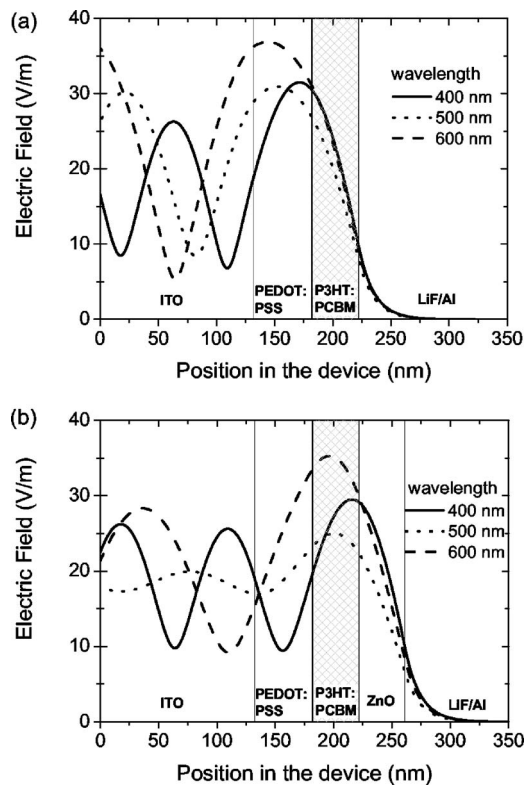 (a)
40
30
20
10
0
Electric Field (V/m)
wavelength
400 nm
500 nm
600 nm
ITO
PEDOT:
PSS
P3HT:
PCBM
LiF/Al
0 50 100 150 200 250 300 350
Position in the device (nm)
(b)
40
30
20
10
0
Electric Field (V/m)
wavelength
400 nm
500 nm
600 nm
ITO
PEDOT:
PSS
P3HT:
PCBM
ZnO
LiF/Al
0 50 100 150 200 250 300 350
Position in the device (nm)